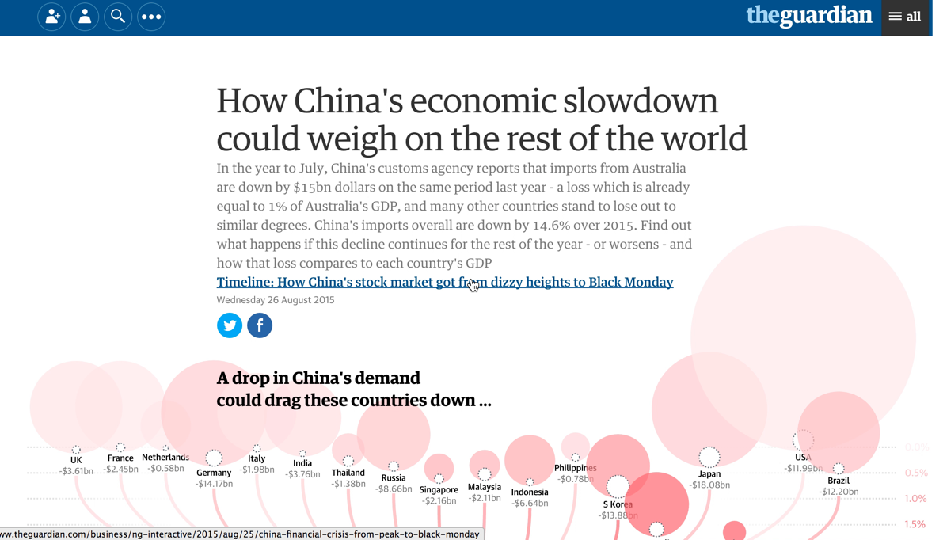 theguardian
all
How China's economic slowdown
could weigh on the rest of the world
In the year to July, China's customs agency reports that imports from Australia
are down by $15bn dollars on the same period last year - a loss which is already
equal to 1% of Australia's GDP, and many other countries stand to lose out to
similar degrees. China's imports overall are down by 14.6% over 2015. Find out
what happens if this decline continues for the rest of the year - or worsens - and
how that loss compares to each country's GDP
Timeline: How China's stock market got from dizzy heights to Black Monday
Wednesday 26 August 2015
A drop in China's demand
could drag these countries down ...
UK
-$3.61bn
France
-$2.45bn
Netherlands
-$0.58bn
Germany
-$14.17bn
Italy
$1.98bn
India
-$3.76bn
Thailand
-$1.38bn
Russia
-$8.66bn
Singapore
-$2.16bn
Malaysia
-$2.11bn
Indonesia
-$6.64bn
Philippines
-$0.78bn
S Korea
-$13.88bn
Japan
-$15.08bn
USA
-$11.99bn
Brazil
$12.20bn
0.0%
0.5%
1.0%
1.5%
ww.theguardian.com/business/ng-interactive/2015/aug/25/china-financial-crisis-from-peak-to-black-monday